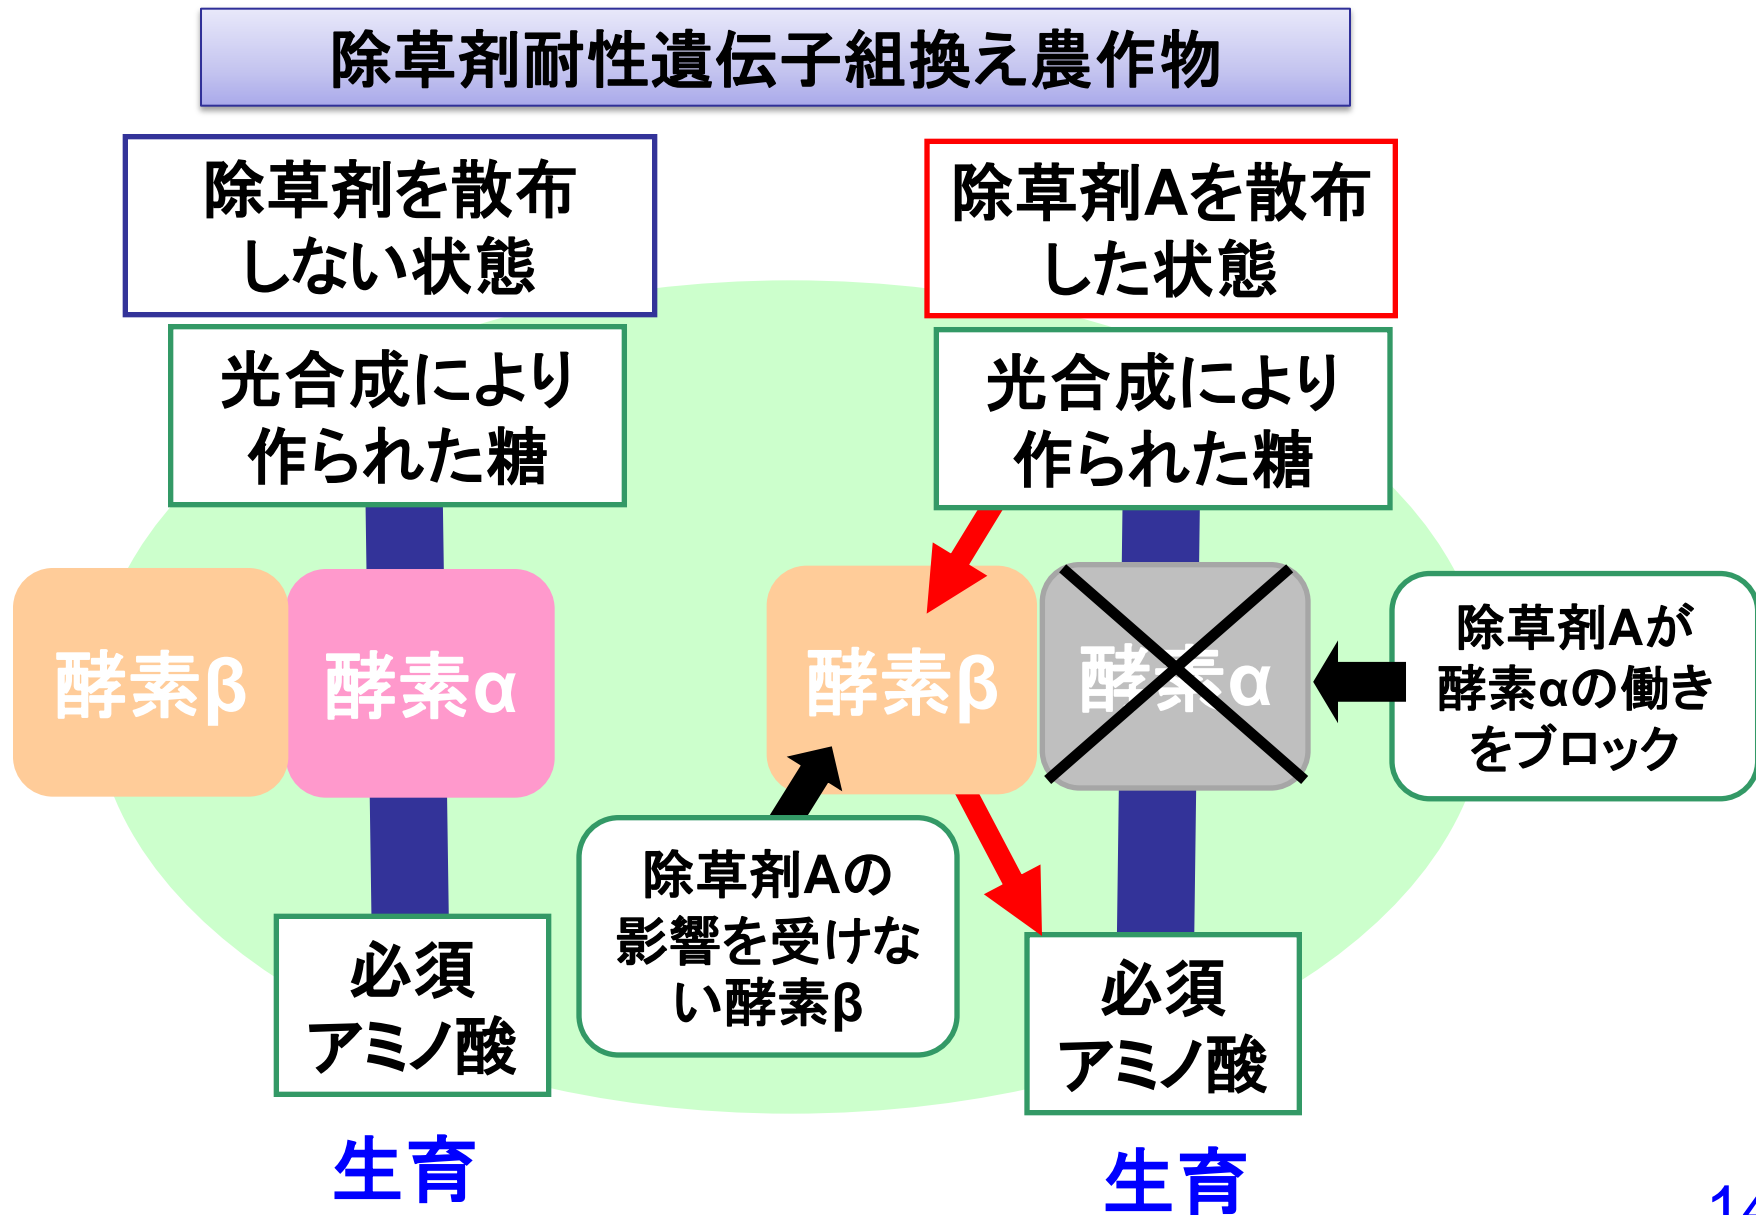 除草剤耐性遺伝子組換え農作物
除草剤を散布
しない状態
光合成により
作られた糖
酵素β
酵素α
必須
アミノ酸
生育
除草剤Aを散布
した状態
光合成により
作られた糖
酵素β
酵素α
除草剤Aが
酵素αの働き
をブロック
除草剤Aの
影響を受けな
い酵素β
必須
アミノ酸
生育